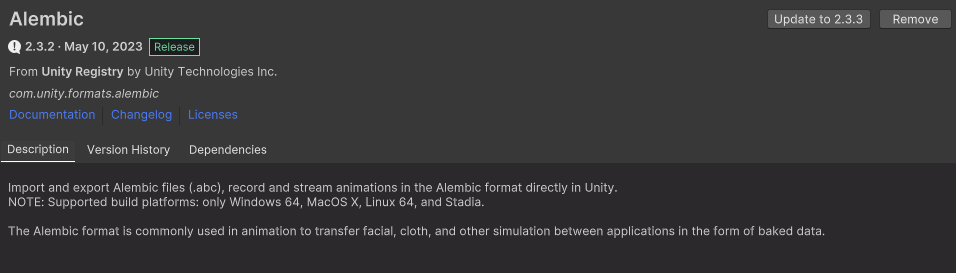 Alembic
Update to 2.3.3 Remove
2.3.2 · May 10, 2023 Release
From Unity Registry by Unity Technologies Inc.
com.unity.formats.alembic
Documentation Changelog Licenses
Description Version History Dependencies
Import and export Alembic files (.abc), record and stream animations in the Alembic format directly in Unity.
NOTE: Supported build platforms: only Windows 64, MacOS X, Linux 64, and Stadia.
The Alembic format is commonly used in animation to transfer facial, cloth, and other simulation between applications in the form of baked data.